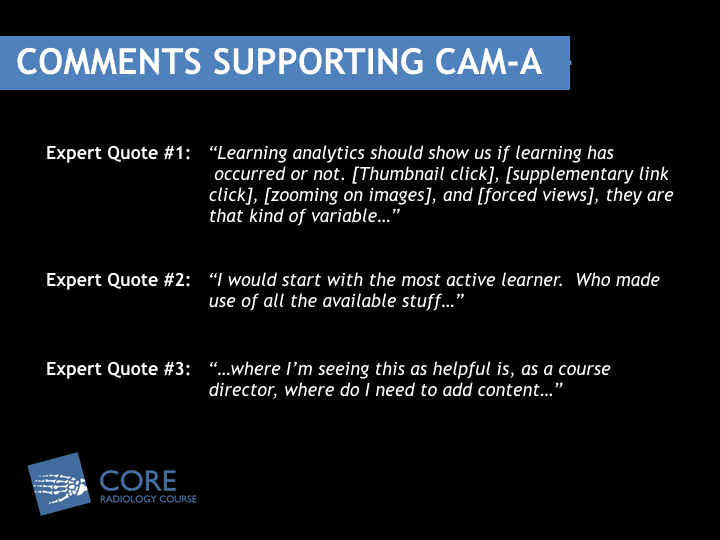 COMMENTS SUPPORTING CAM-A
Expert Quote #1: “Learning analytics should show us if learning has
occurred or not. [Thumbnail click], [supplementary link
click], [zooming on images], and [forced views], they are
that kind of variable…”
Expert Quote #2: “I would start with the most active learner.  Who made
use of all the available stuff…”
Expert Quote #3: “…where I’m seeing this as helpful is, as a course
director, where do I need to add content…”
CORE
RADIOLOGY COURSE